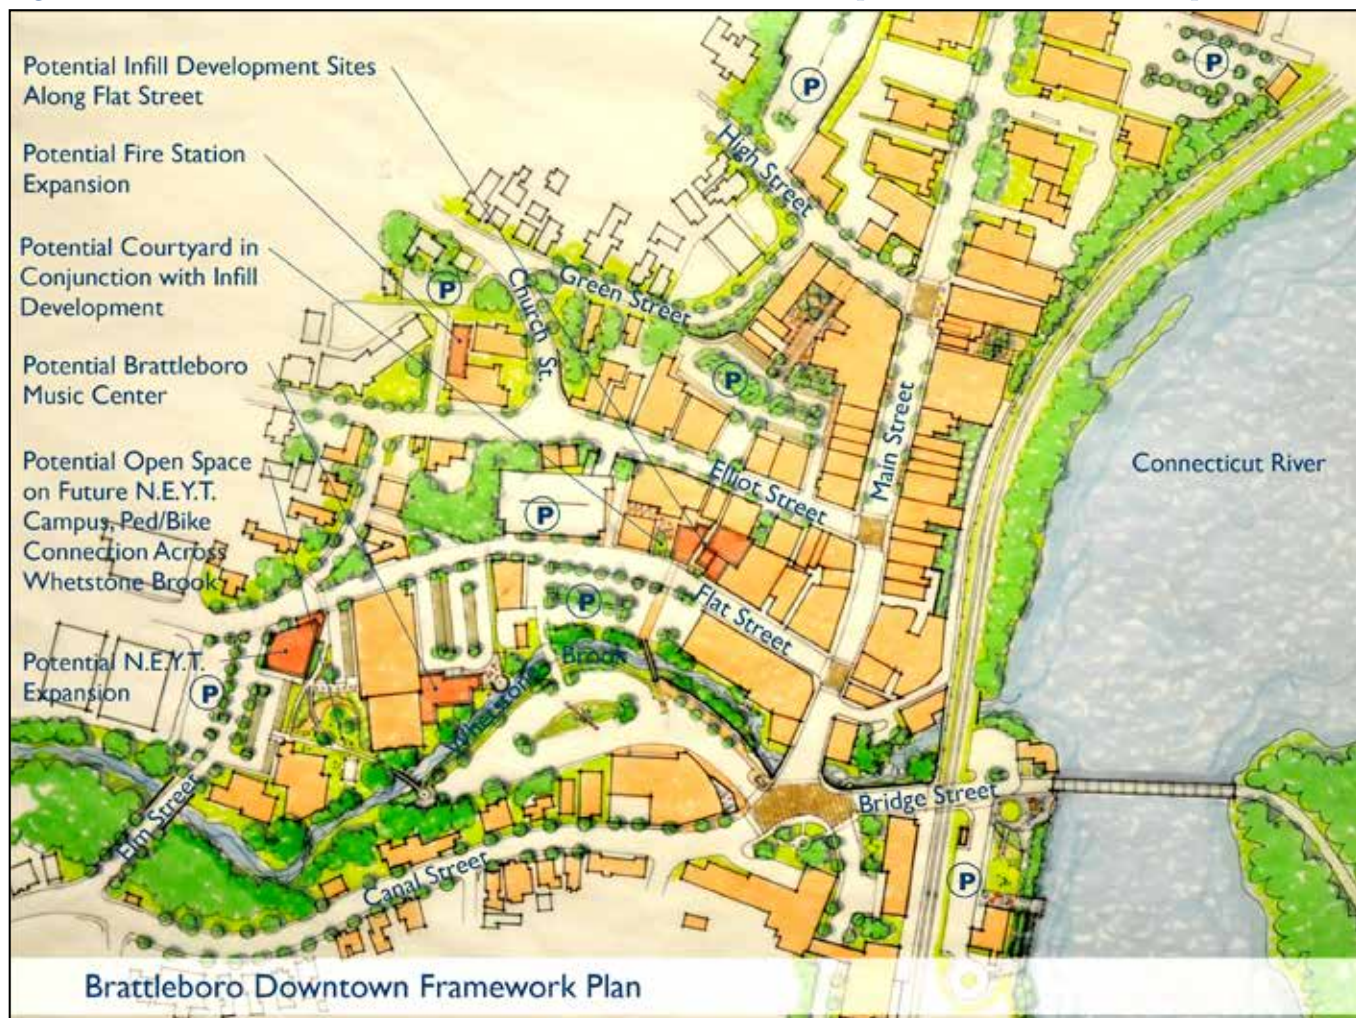 Potential Infill Development Sites
Along Flat Street
Potential Fire Station
Expansion
Potential Courtyard in
Conjunction with Infill
Development
Potential Brattleboro
Music Center
Potential Open Space
on Future N.E.Y.T.
Campus, Ped/Bike
Connection Across
Whetstone Brook
Potential N.E.Y.T.
Expansion
P
P
High Street
P
Green Street
Church St.
P
Main Street
Connecticut River
Elliot Street
P
P
Flat Street
Whetstone Brook
P
Elm Street
Canal Street
Bridge Street
P
Brattleboro Downtown Framework Plan